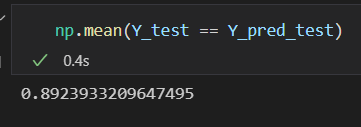 np.mean(Y_test == Y_pred_test)
0.4s
0.8923933209647495